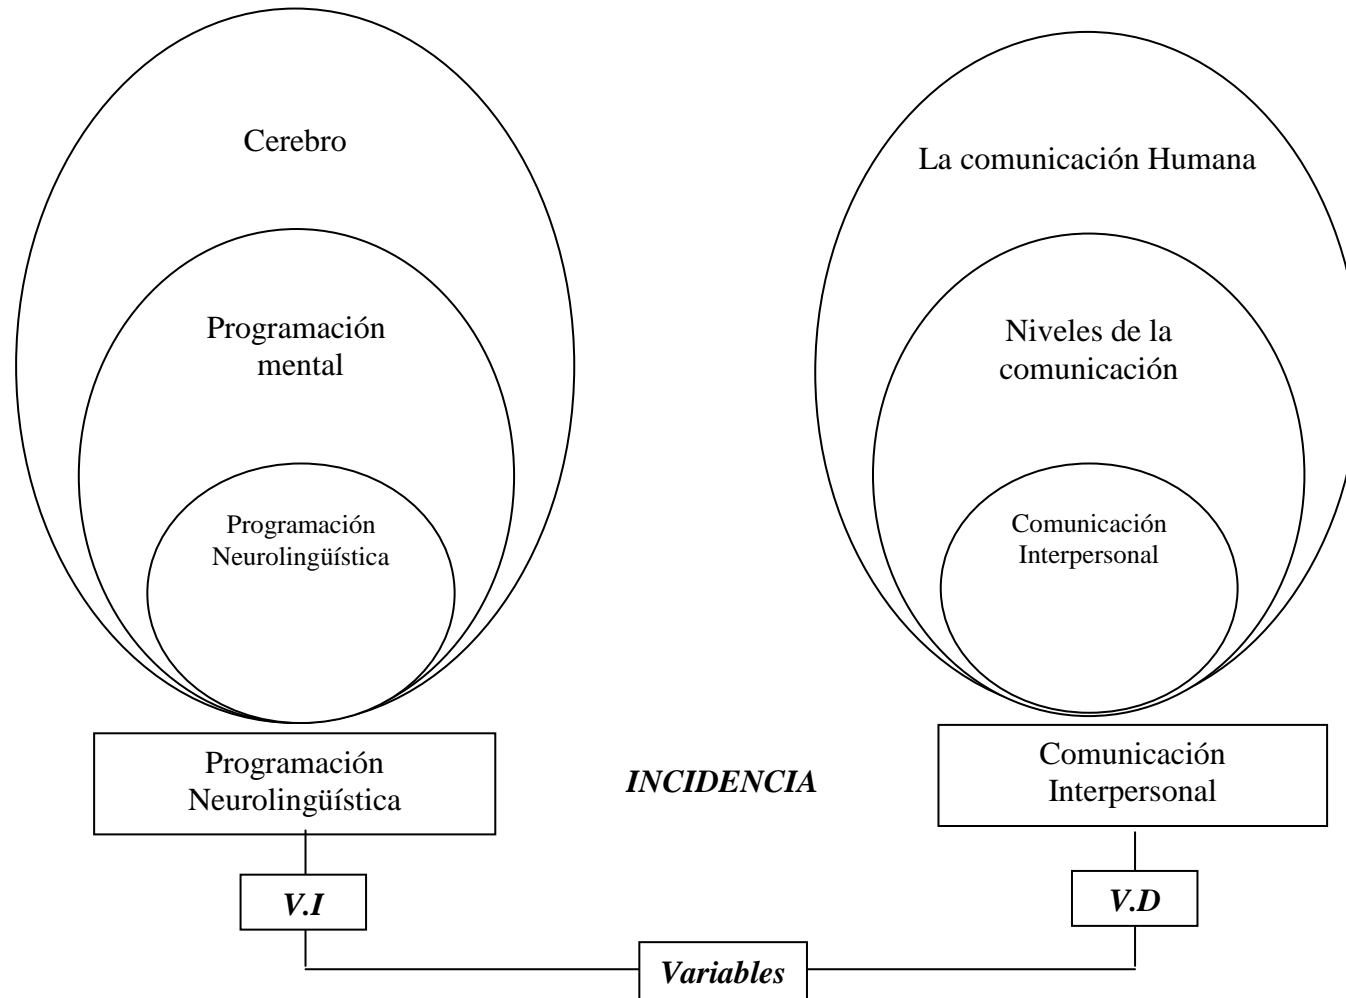 Cerebro
Programación
mental
Programación
Neurolingüística
La comunicación Humana
Niveles de la
comunicación
Comunicación
Interpersonal
Programación
Neurolingüística
INCIDENCIA
Comunicación
Interpersonal
V.I
V.D
Variables